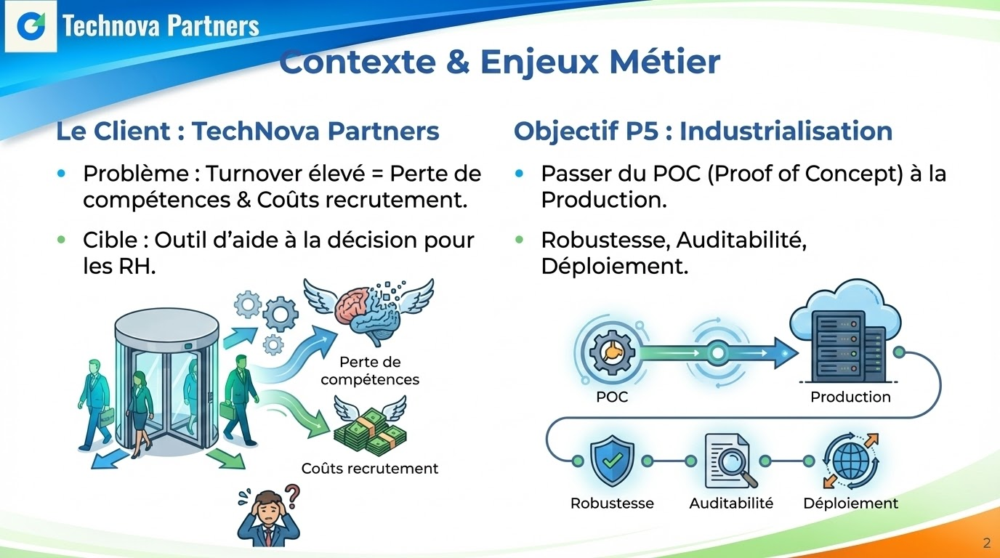 Technova Partners
Contexte & Enjeux Métier
Le Client : TechNova Partners
• Problème : Turnover élevé = Perte de
compétences & Coûts recrutement.
• Cible : Outil d'aide à la décision pour
les RH.
Perte de
compétences
Coûts recrutement
?
Objectif P5 : Industrialisation
• Passer du POC (Proof of Concept) à la
Production.
• Robustesse, Auditabilité,
Déploiement.
POC
Production
Robustesse
Auditabilité
Déploiement
2